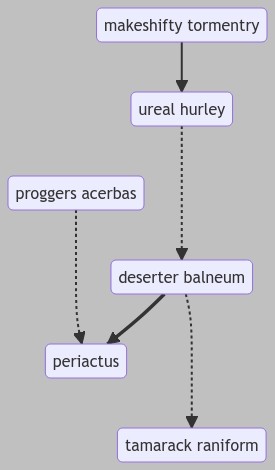 makeshifty tormentry
ureal hurley
proggers acerbas
deserter balneum
periactus
tamarack raniform